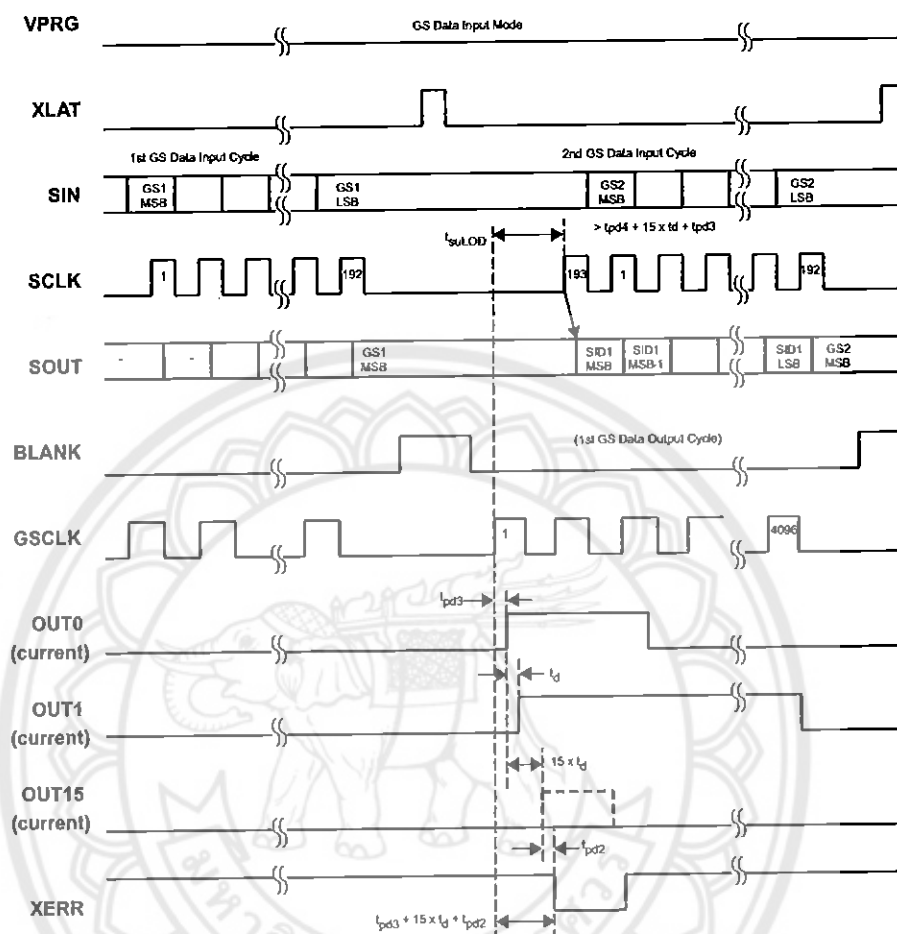 VPRG
GS Data Input Mode
XLAT
1st GS Data Input Cycle
2nd GS Data Input Cycle
SIN
GS1
MSB
GS1
LSB
GS2
MSB
GS2
LSB
tsuLOD
> tpd4 + 15 x td + tpd3
SCLK
1
192
193
1
192
SOUT
-
-
GS1
MSB
SID1
MSB
SID1
MSB-1
SID1
LSB
GS2
MSB
BLANK
(1st GS Data Output Cycle)
GSCLK
1
4096
tpd3
OUT0
(current)
td
OUT1
(current)
15 x td
OUT15
(current)
tpd2
XERR
tpd3 + 15 x td + tpd2